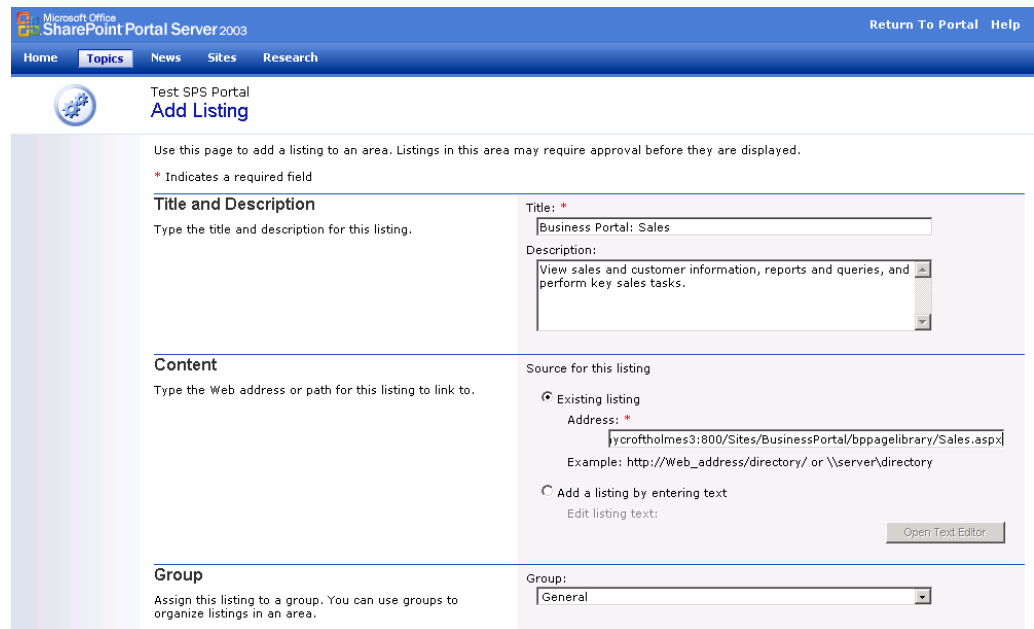 Microsoft Office
SharePoint Portal Server 2003
Return To Portal Help
Home Topics News Sites Research
Test SPS Portal
Add Listing
Use this page to add a listing to an area. Listings in this area may require approval before they are displayed.
* Indicates a required field
Title and Description
Type the title and description for this listing.
Title: *
Business Portal: Sales
Description:
View sales and customer information, reports and queries, and
perform key sales tasks.
Content
Type the Web address or path for this listing to link to.
Source for this listing
Existing listing
Address: *
ycroftholmes3:800/Sites/BusinessPortal/bppagelibrary/Sales.aspx
Example: http://Web_address/directory/ or \\server\directory
Add a listing by entering text
Edit listing text:
Open Text Editor
Group
Assign this listing to a group. You can use groups to
organize listings in an area.
Group:
General